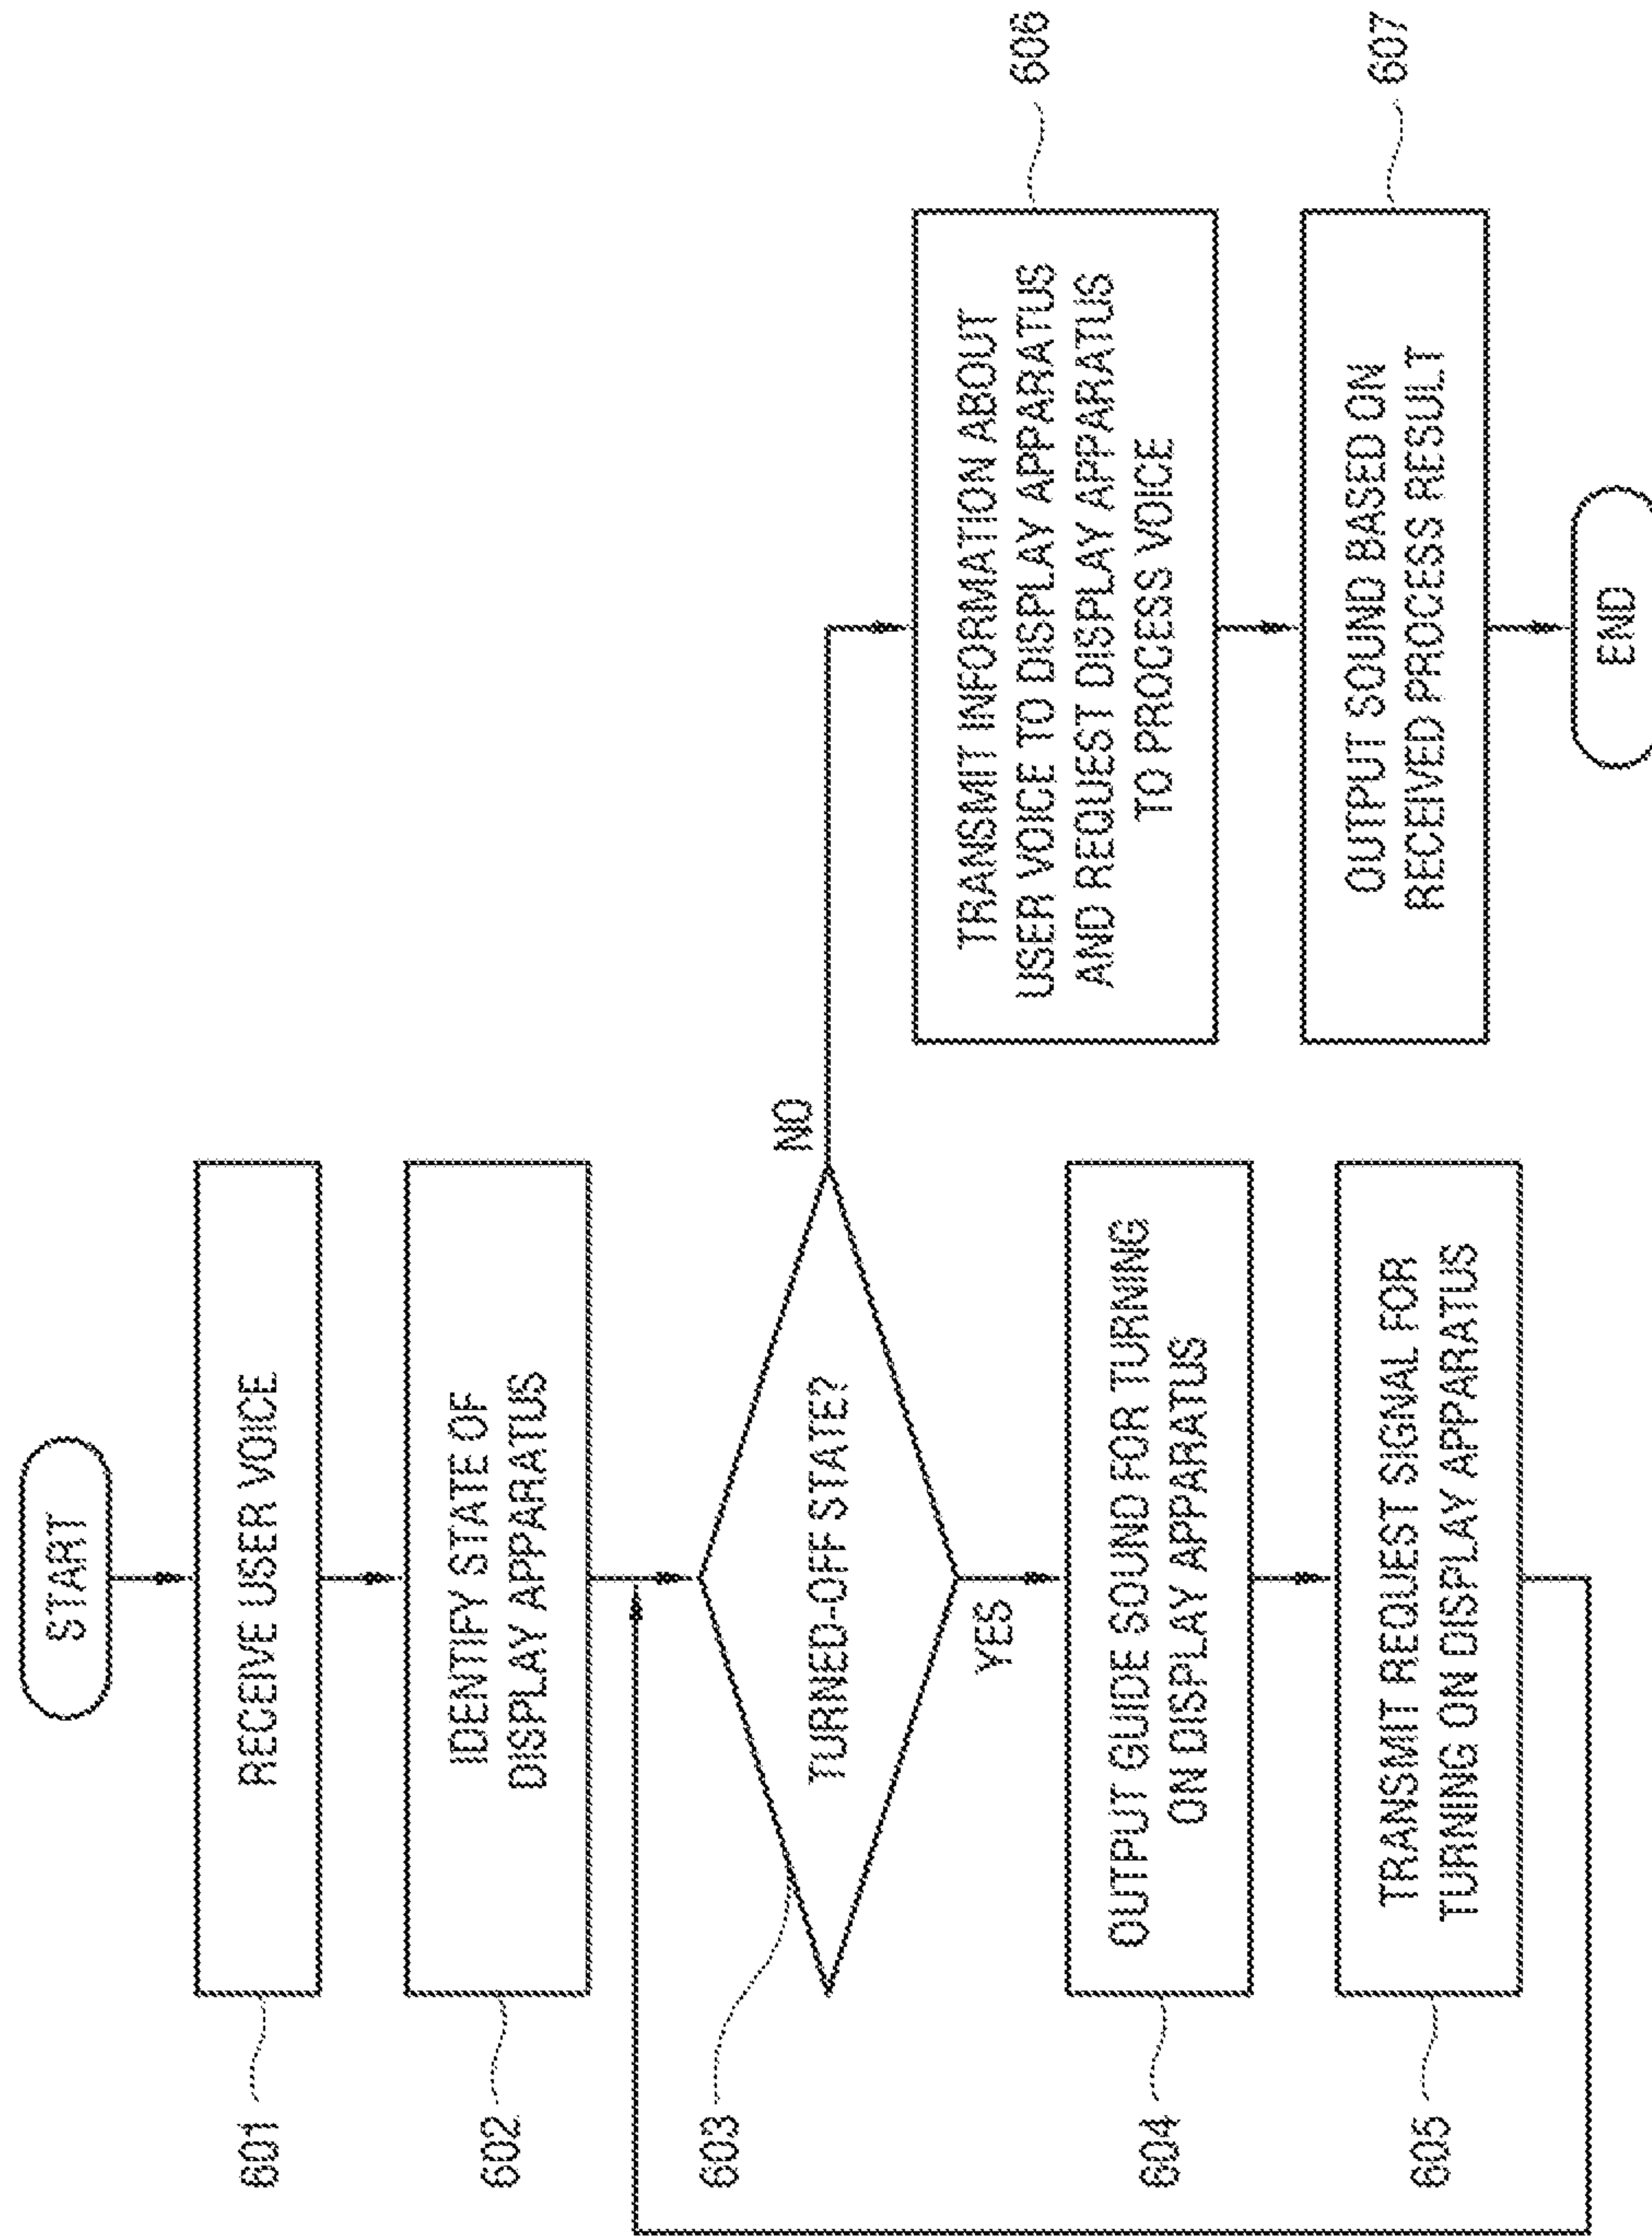 START
RECEIVE USER VOICE
601
IDENTIFY STATE OF
DISPLAY APPARATUS
602
TURNED-OFF STATE?
603
NO
YES
OUTPUT GUIDE SOUND FOR TURNING
ON DISPLAY APPARATUS
604
TRANSMIT REQUEST SIGNAL FOR
TURNING ON DISPLAY APPARATUS
605
TRANSMIT INFORMATION ABOUT
USER VOICE TO DISPLAY APPARATUS
AND REQUEST DISPLAY APPARATUS
TO PROCESS VOICE
606
OUTPUT SOUND BASED ON
RECEIVED PROCESS RESULT
607
END